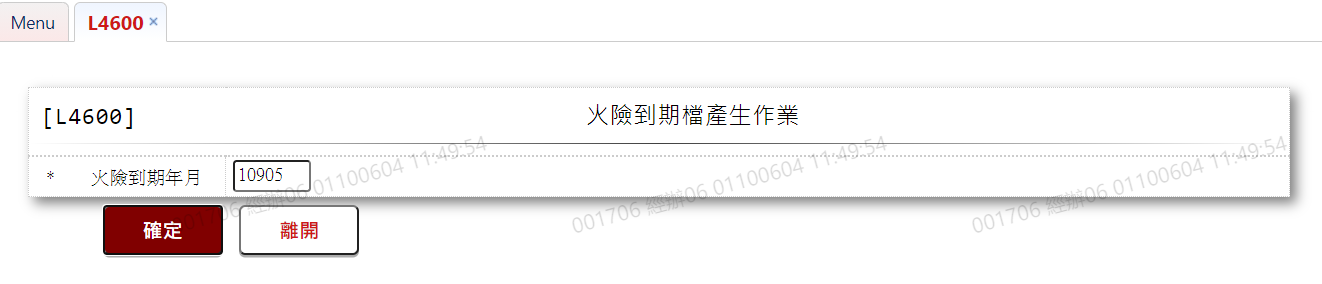 Menu L4600 ×
[L4600] 火險到期檔產生作業
* 火險到期年月 10905
確定 離開
06 經辦06 01100604 11:49:54
001706 經辦06 01100604 11:49:54
001706 經辦06 01100604 11:49:54